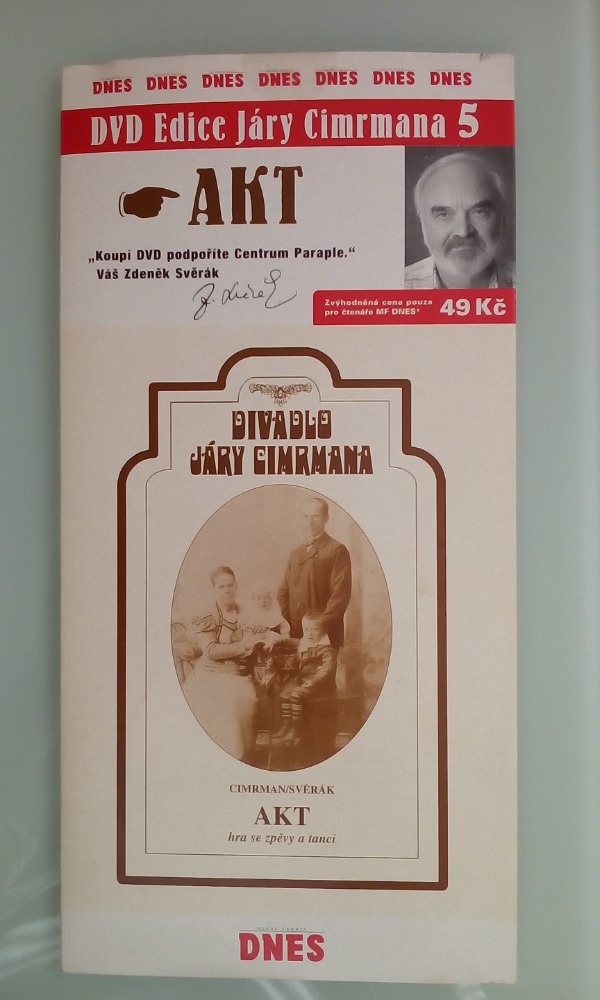 DNES DNES DNES DNES DNES DNES DNES
DVD Edice Járy Cimrmana 5
AKT
„Koupí DVD podpoříte Centrum Paraple.“
Váš Zdeněk Svěrák
Zvýhodněná cena pouze
pro čtenáře MF DNES*
49 Kč
DIVADLO
JÁRY CIMRMANA
CIMRMAN/SVĚRÁK
AKT
hra se zpěvy a tanci
DNES